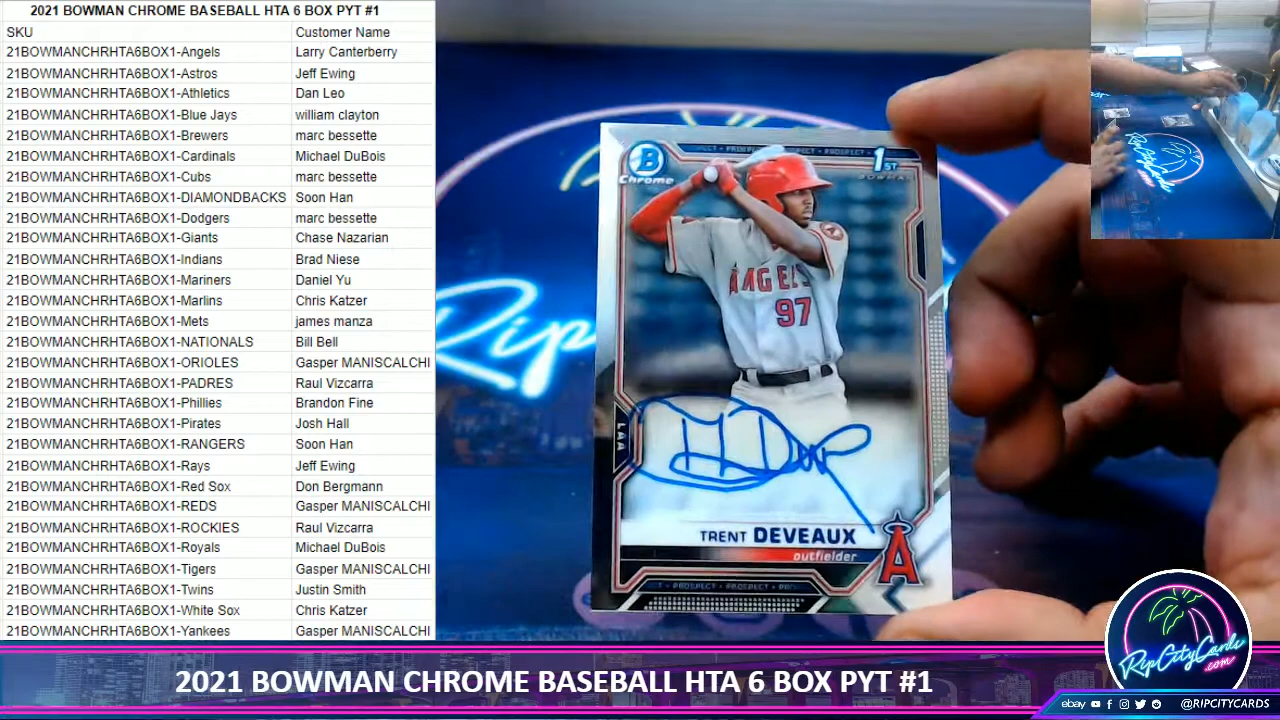 2021 BOWMAN CHROME BASEBALL HTA 6 BOX PYT #1
SKU Customer Name
21BOWMANCHRHTA6BOX1-Angels Larry Canterberry
21BOWMANCHRHTA6BOX1-Astros Jeff Ewing
21BOWMANCHRHTA6BOX1-Athletics Dan Leo
21BOWMANCHRHTA6BOX1-Blue Jays william clayton
21BOWMANCHRHTA6BOX1-Brewers marc bessette
21BOWMANCHRHTA6BOX1-Cardinals Michael DuBois
21BOWMANCHRHTA6BOX1-Cubs marc bessette
21BOWMANCHRHTA6BOX1-DIAMONDBACKS Soon Han
21BOWMANCHRHTA6BOX1-Dodgers marc bessette
21BOWMANCHRHTA6BOX1-Giants Chase Nazarian
21BOWMANCHRHTA6BOX1-Indians Brad Niese
21BOWMANCHRHTA6BOX1-Mariners Daniel Yu
21BOWMANCHRHTA6BOX1-Marlins Chris Katzer
21BOWMANCHRHTA6BOX1-Mets james manza
21BOWMANCHRHTA6BOX1-NATIONALS Bill Bell
21BOWMANCHRHTA6BOX1-ORIOLES Gasper MANISCALCHI
21BOWMANCHRHTA6BOX1-PADRES Raul Vizcarra
21BOWMANCHRHTA6BOX1-Phillies Brandon Fine
21BOWMANCHRHTA6BOX1-Pirates Josh Hall
21BOWMANCHRHTA6BOX1-RANGERS Soon Han
21BOWMANCHRHTA6BOX1-Rays Jeff Ewing
21BOWMANCHRHTA6BOX1-Red Sox Don Bergmann
21BOWMANCHRHTA6BOX1-REDS Gasper MANISCALCHI
21BOWMANCHRHTA6BOX1-ROCKIES Raul Vizcarra
21BOWMANCHRHTA6BOX1-Royals Michael DuBois
21BOWMANCHRHTA6BOX1-Tigers Gasper MANISCALCHI
21BOWMANCHRHTA6BOX1-Twins Justin Smith
21BOWMANCHRHTA6BOX1-White Sox Chris Katzer
21BOWMANCHRHTA6BOX1-Yankees Gasper MANISCALCHI
B
Chrome
PROSPECT
1ST
BOWMAN
ANGELS
97
Rip
LAA
TRENT DEVEAUX
outfielder
A
PROSPECT • PROSPECT
RipCityCards
.com
2021 BOWMAN CHROME BASEBALL HTA 6 BOX PYT #1
ebay @RIPCITYCARDS